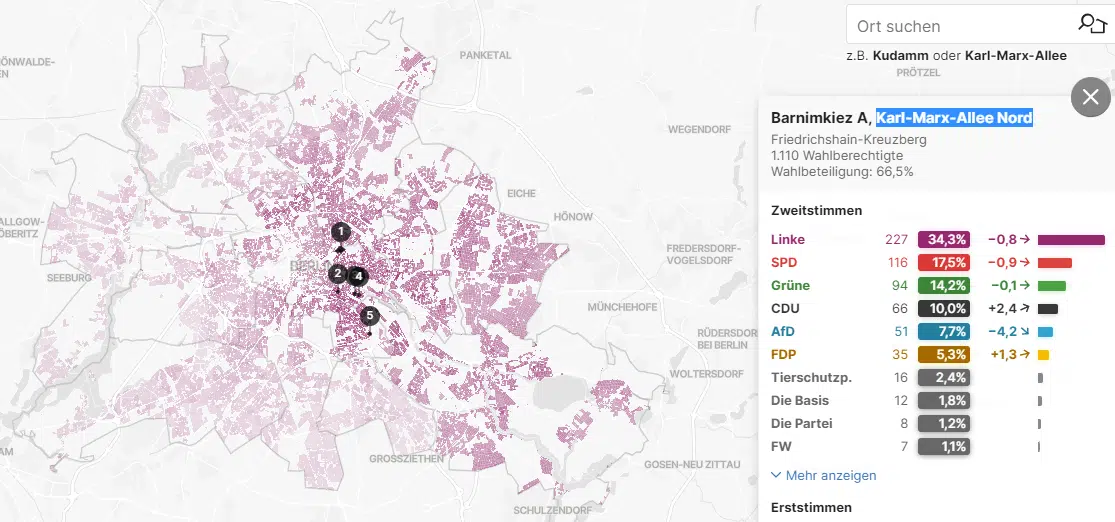 Ort suchen
z.B. Kudamm oder Karl-Marx-Allee
PRÖTZEL
ÖNWALDE-
EN
PANKETAL
WEGENDORF
EICHE
HÖNOW
ALLGOW-
ÖBERITZ
SEEBURG
FREDERSDORF-
VOGELSDORF
MÜNCHEHOFE
RÜDERSDORF
BEI BERLIN
WOLTERSDORF
GROSSZIETHEN
GOSEN-NEU ZITTAU
SCHULZENDORF
AM
1
2
4
5
Barnimkiez A, Karl-Marx-Allee Nord
Friedrichshain-Kreuzberg
1.110 Wahlberechtigte
Wahlbeteiligung: 66,5%
Zweitstimmen
Linke 227 34,3% −0,8 →
SPD 116 17,5% −0,9 →
Grüne 94 14,2% −0,1 →
CDU 66 10,0% +2,4 ↗
AfD 51 7,7% −4,2 ↘
FDP 35 5,3% +1,3 ↗
Tierschutzp. 16 2,4%
Die Basis 12 1,8%
Die Partei 8 1,2%
FW 7 1,1%
Mehr anzeigen
Erststimmen